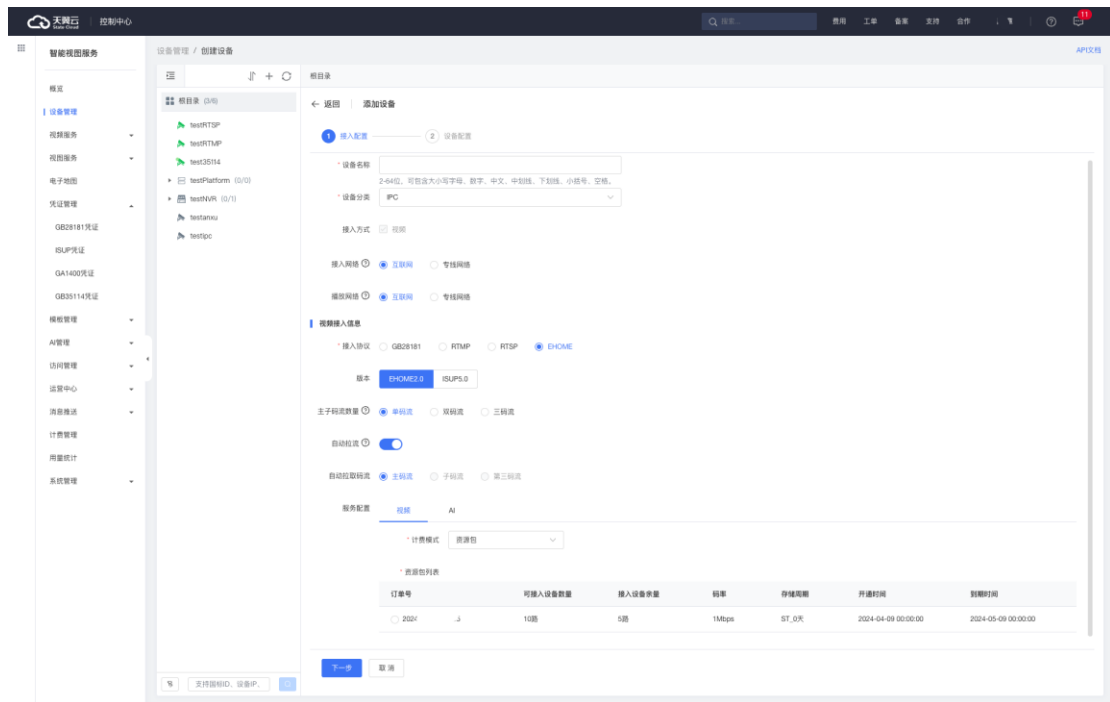 天翼云 控制中心 搜索... 费用 工单 备案 支持 合作 11
State Cloud
智能视图服务
概览
设备管理
视频服务
视图服务
电子地图
凭证管理
GB28181凭证
ISUP凭证
GA1400凭证
GB35114凭证
模板管理
AI管理
访问管理
运营中心
消息推送
计费管理
用量统计
系统管理
设备管理 / 创建设备 API文档
根目录 (3/6)
testRTSP
testRTMP
test35114
testPlatform (0/0)
testNVR (0/1)
testanxu
testipc
支持国标ID、设备IP、
根目录
← 返回 添加设备
1 接入配置 2 设备配置
* 设备名称
2-64位，可包含大小写字母、数字、中文、中划线、下划线、小括号、空格。
* 设备分类 IPC
接入方式 视频
接入网络 互联网 专线网络
播放网络 互联网 专线网络
视频接入信息
* 接入协议 GB28181 RTMP RTSP EHOME
版本 EHOME2.0 ISUP5.0
主子码流数量 单码流 双码流 三码流
自动拉流
自动拉取码流 主码流 子码流 第三码流
服务配置 视频 AI
* 计费模式 资源包
* 资源包列表
订单号 可接入设备数量 接入设备余量 码率 存储周期 开通时间 到期时间
2024 10路 5路 1Mbps ST_0天 2024-04-09 00:00:00 2024-05-09 00:00:00
下一步 取消